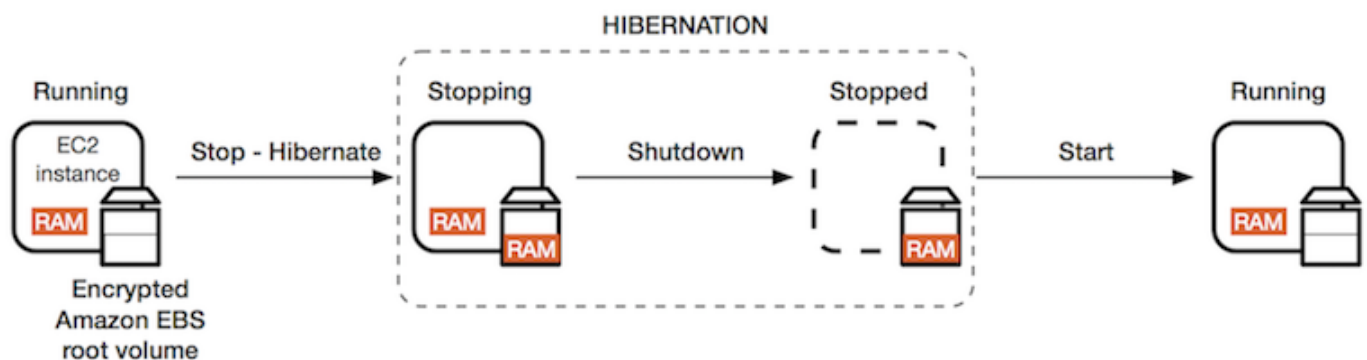 HIBERNATION
Running
Stopping
Stopped
Running
EC2
instance
Stop - Hibernate
Shutdown
Start
RAM
RAM
RAM
RAM
RAM
Encrypted
Amazon EBS
root volume